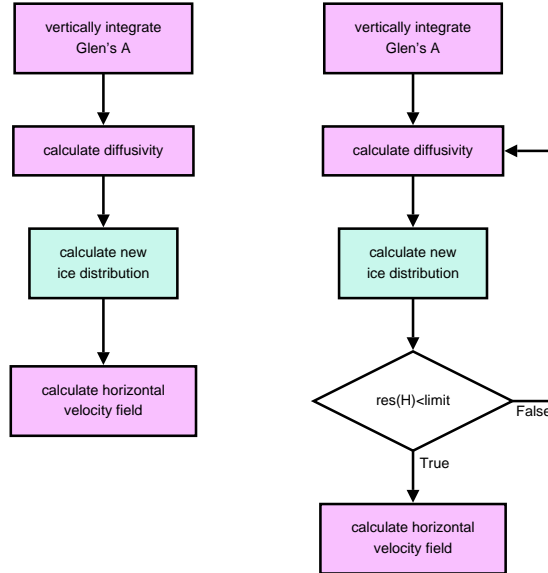 vertically integrate
Glen's A
calculate diffusivity
calculate new
ice distribution
calculate horizontal
velocity field
vertically integrate
Glen's A
calculate diffusivity
calculate new
ice distribution
res(H)<limit
False
True
calculate horizontal
velocity field